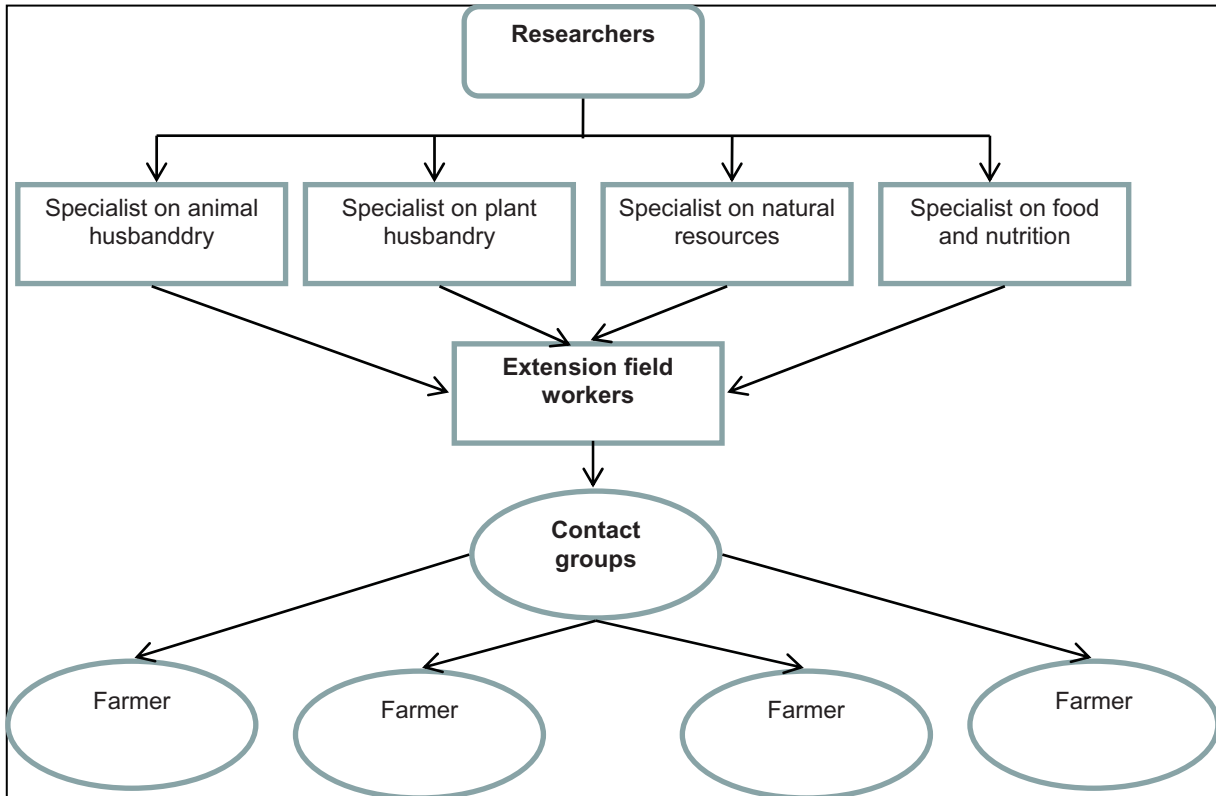 Researchers
Specialist on animal
husbanddry
Specialist on plant
husbandry
Specialist on natural
resources
Specialist on food
and nutrition
Extension field
workers
Contact
groups
Farmer
Farmer
Farmer
Farmer